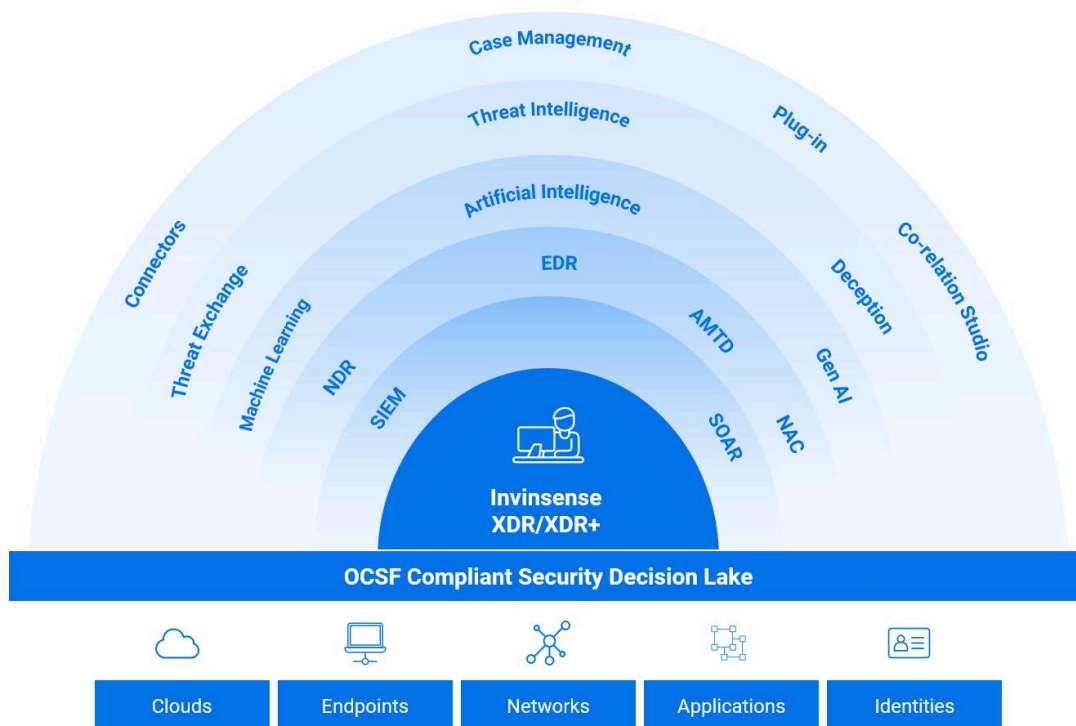 Case Management
Plug-in
Connectors
Co-relation Studio
Threat Intelligence
Threat Exchange
Deception
Artificial Intelligence
Machine Learning
Gen AI
EDR
NDR
AMTD
NAC
SIEM
SOAR
Invinsense
XDR/XDR+
OCSF Compliant Security Decision Lake
Clouds
Endpoints
Networks
Applications
Identities